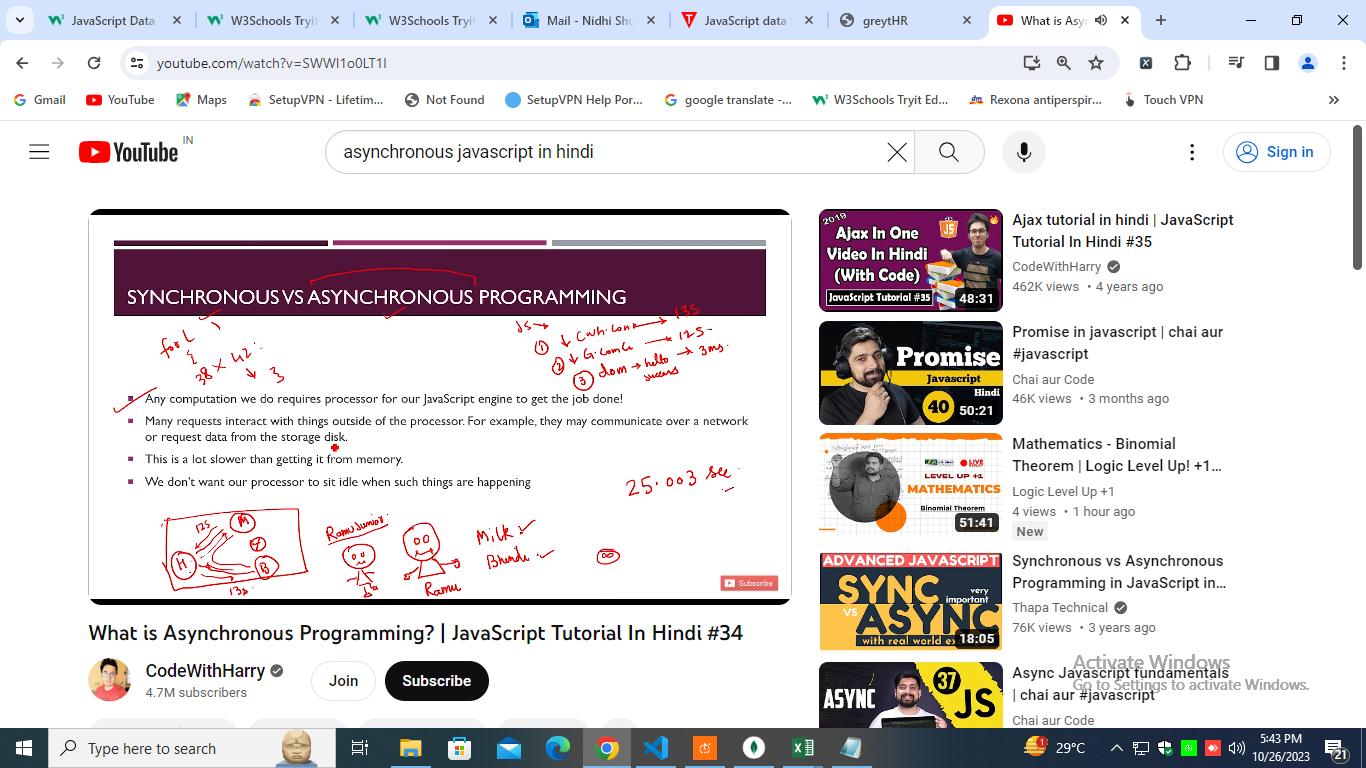 JavaScript Data
W3Schools Tryit
W3Schools Tryit
Mail - Nidhi Shu
JavaScript data
greytHR
What is Asy
youtube.com/watch?v=SWWI1o0LT1I
Gmail
YouTube
Maps
SetupVPN - Lifetim...
Not Found
SetupVPN Help Por...
google translate -...
W3Schools Tryit Ed...
Rexona antiperspir...
Touch VPN
YouTube IN
asynchronous javascript in hindi
Sign in
SYNCHRONOUS VS ASYNCHRONOUS PROGRAMMING
JS
13s
1
12s
2 G.com
3 dom hello 3ms.
success
for
38 x 42
3
Any computation we do requires processor for our JavaScript engine to get the job done!
Many requests interact with things outside of the processor. For example, they may communicate over a network
or request data from the storage disk.
This is a lot slower than getting it from memory.
We don't want our processor to sit idle when such things are happening
25.003 sec
Ramu Junior
12s M
Milk
H B
Bhindi
13s
Ramu
Subscribe
What is Asynchronous Programming? | JavaScript Tutorial In Hindi #34
CodeWithHarry
4.7M subscribers
Join
Subscribe
2019
Ajax In One
Video In Hindi
(With Code)
JavaScript Tutorial #35
48:31
Ajax tutorial in hindi | JavaScript
Tutorial In Hindi #35
CodeWithHarry
462K views • 4 years ago
Promise
Javascript
Hindi
40
50:21
Promise in javascript | chai aur
#javascript
Chai aur Code
46K views • 3 months ago
LIVE
LEVEL UP +1
MATHEMATICS
Binomial Theorem
51:41
Mathematics - Binomial
Theorem | Logic Level Up! +1...
Logic Level Up +1
4 views • 1 hour ago
New
ADVANCED JAVASCRIPT
SYNC
very
important
VS
ASYNC
with real world ex
18:05
Synchronous vs Asynchronous
Programming in JavaScript in...
Thapa Technical
76K views • 3 years ago
ASYNC
37
JS
Async Javascript fundamentals
| chai aur #javascript
Chai aur Code
Activate Windows
Go to Settings to activate Windows.
Type here to search
1
29°C
5:43 PM
10/26/2023
21